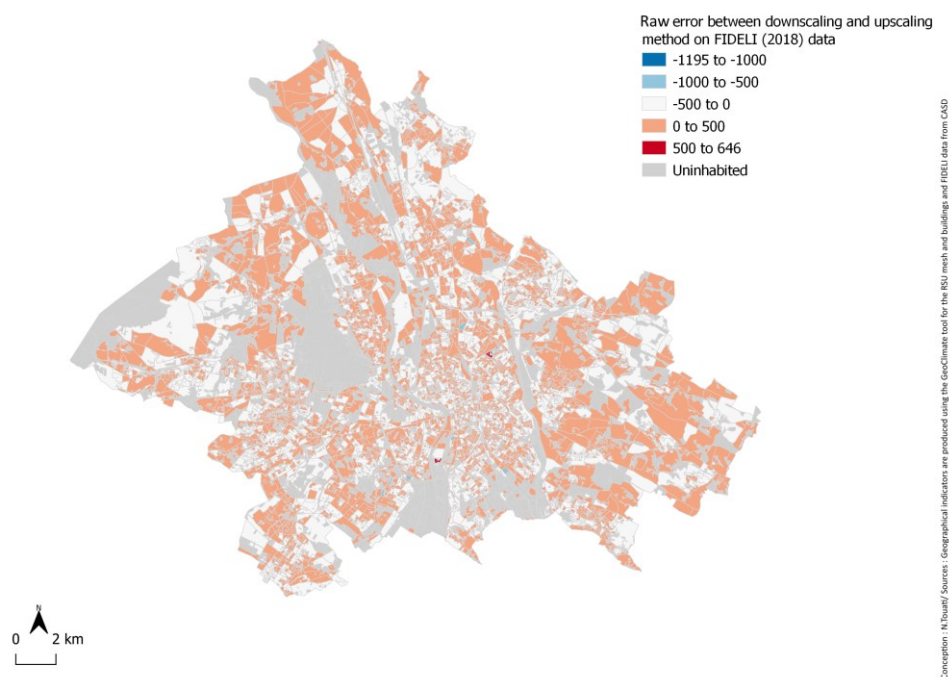 Raw error between downscaling and upscaling
method on FIDELI (2018) data
-1195 to -1000
-1000 to -500
-500 to 0
0 to 500
500 to 646
Uninhabited
Conception : N.Touati/ Sources : Geographical indicators are produced using the GeoClimate tool for the RSU mesh and buildings and FIDELI data from CASD
N
0 2 km